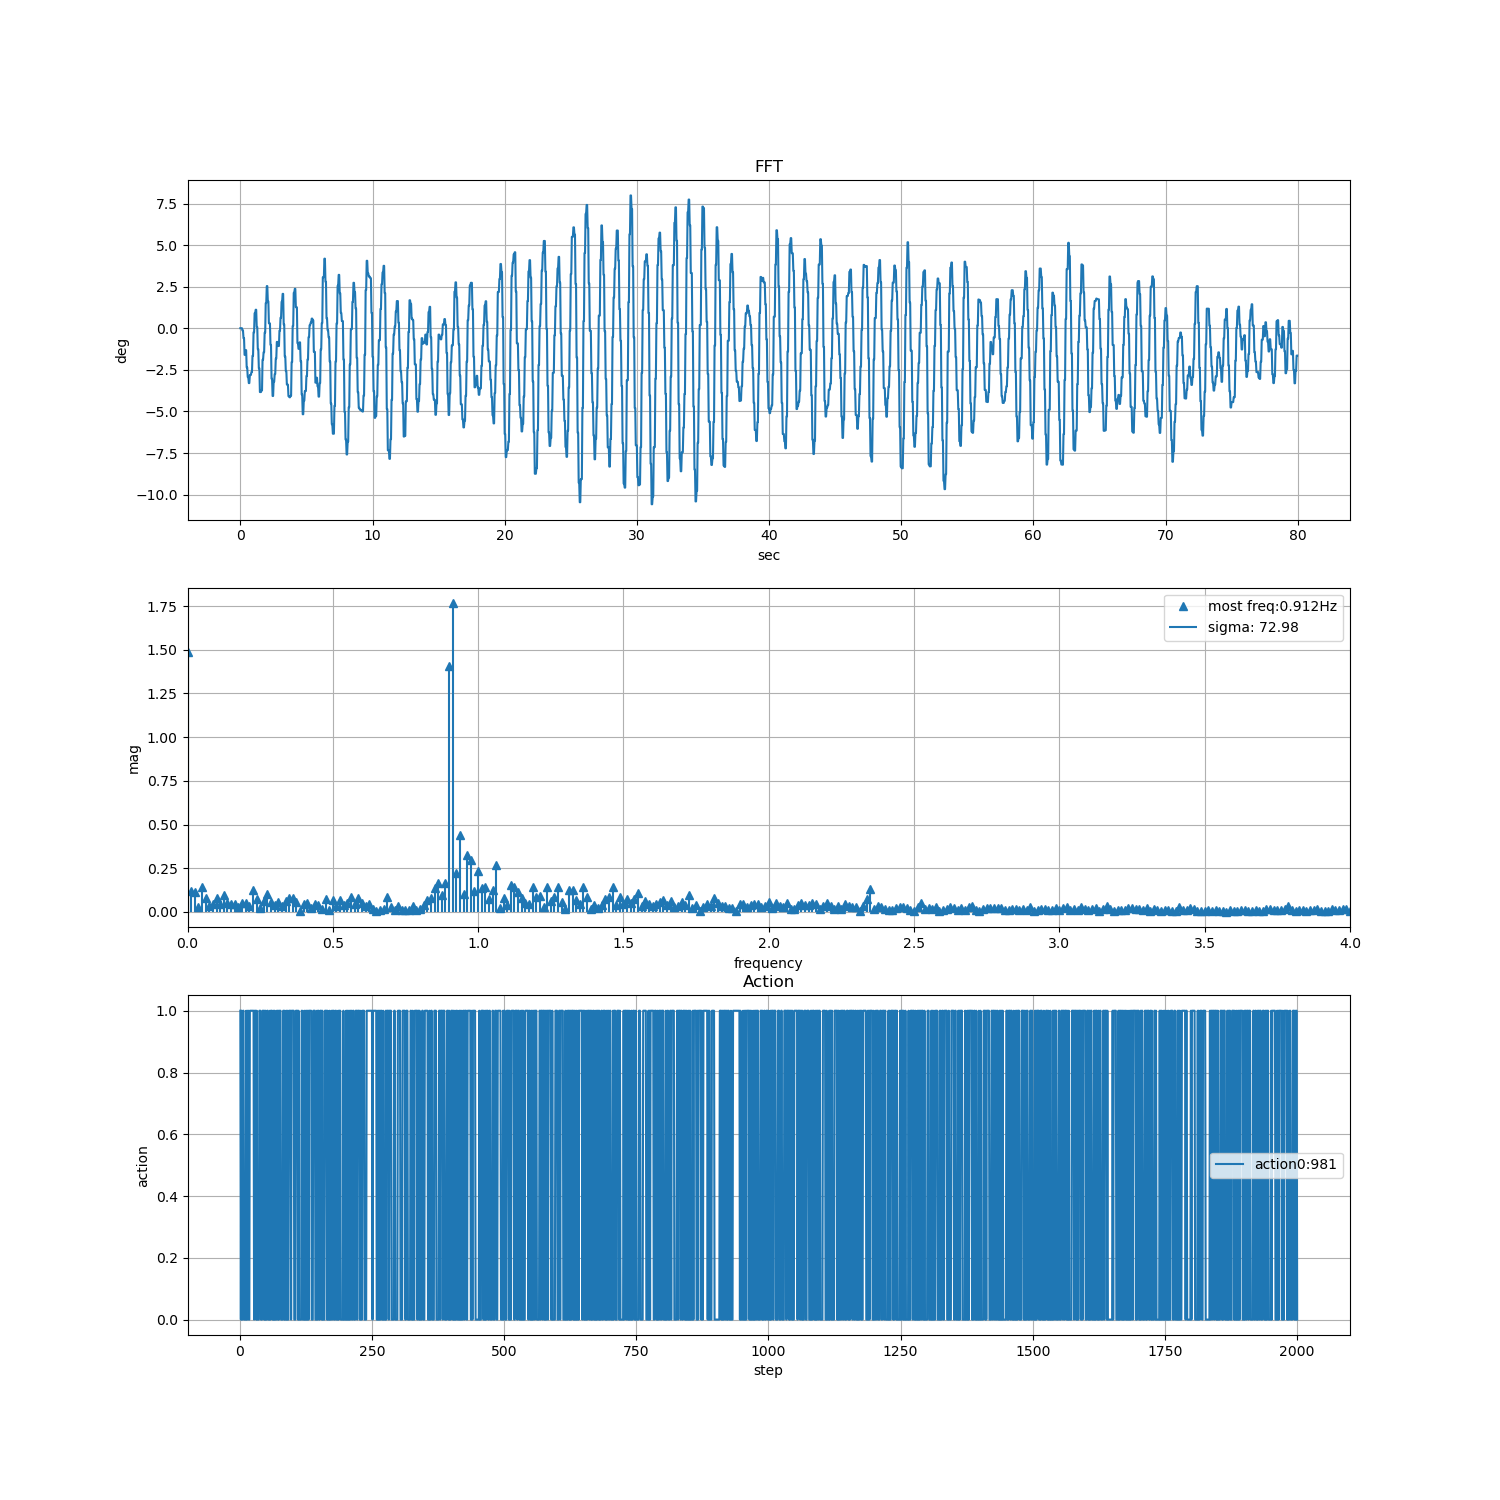 FFT
7.5
5.0
2.5
0.0
−2.5
−5.0
−7.5
−10.0
deg
0 10 20 30 40 50 60 70 80
sec
1.75
1.50
1.25
1.00
0.75
0.50
0.25
0.00
mag
most freq:0.912Hz
sigma: 72.98
0.0 0.5 1.0 1.5 2.0 2.5 3.0 3.5 4.0
frequency
Action
1.0
0.8
0.6
0.4
0.2
0.0
action
action0:981
0 250 500 750 1000 1250 1500 1750 2000
step